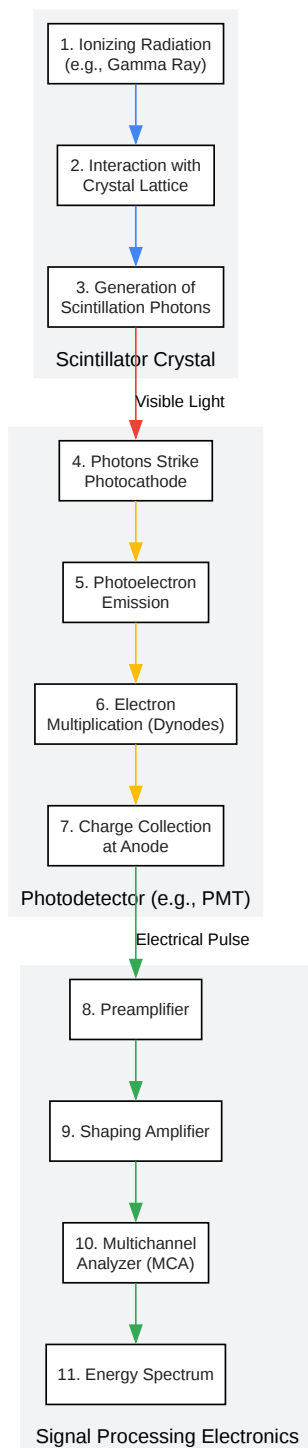 1. Ionizing Radiation
(e.g., Gamma Ray)
2. Interaction with
Crystal Lattice
3. Generation of
Scintillation Photons
Scintillator Crystal
Visible Light
4. Photons Strike
Photocathode
5. Photoelectron
Emission
6. Electron
Multiplication (Dynodes)
7. Charge Collection
at Anode
Photodetector (e.g., PMT)
Electrical Pulse
8. Preamplifier
9. Shaping Amplifier
10. Multichannel
Analyzer (MCA)
11. Energy Spectrum
Signal Processing Electronics